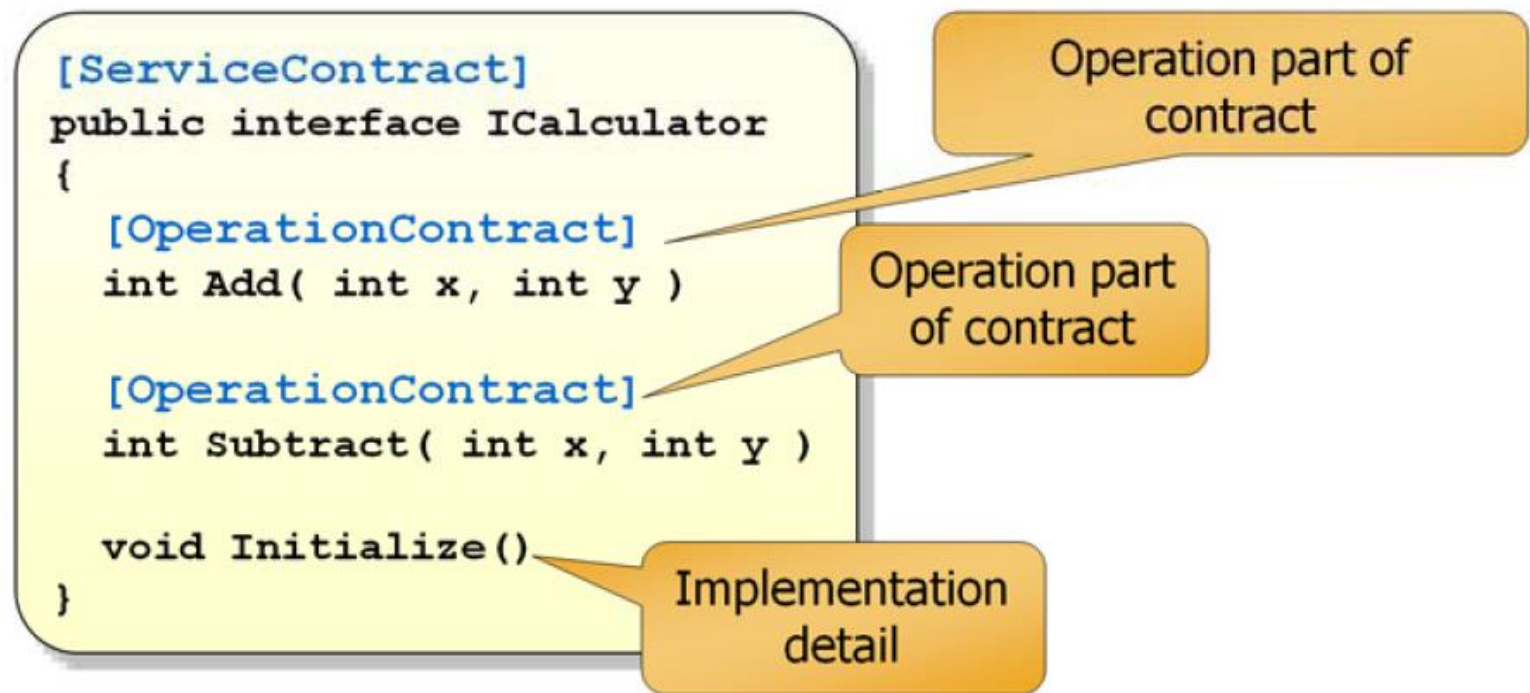 [ServiceContract]
public interface ICalculator
{
[OperationContract]
int Add( int x, int y )
[OperationContract]
int Subtract( int x, int y )
void Initialize()
}
Operation part of
contract
Operation part
of contract
Implementation
detail